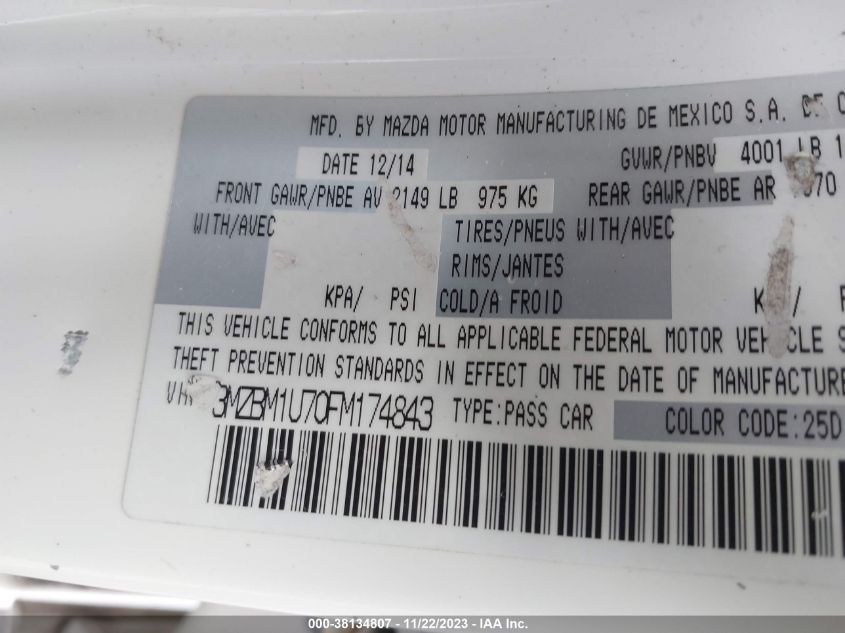 MFD. BY MAZDA MOTOR MANUFACTURING DE MEXICO S.A. DE
DATE 12/14 GVWR/PNBV 4001 LB
FRONT GAWR/PNBE AV 2149 LB 975 KG REAR GAWR/PNBE AR
WITH/AVEC TIRES/PNEUS WITH/AVEC
RIMS/JANTES
KPA/ PSI COLD/A FROID
THIS VEHICLE CONFORMS TO ALL APPLICABLE FEDERAL MOTOR VEHICLE
THEFT PREVENTION STANDARDS IN EFFECT ON THE DATE OF MANUFACTURE
3MZBM1U70FM174843 TYPE:PASS CAR COLOR CODE:25D
000-38134807 - 11/22/2023 - IAA Inc.